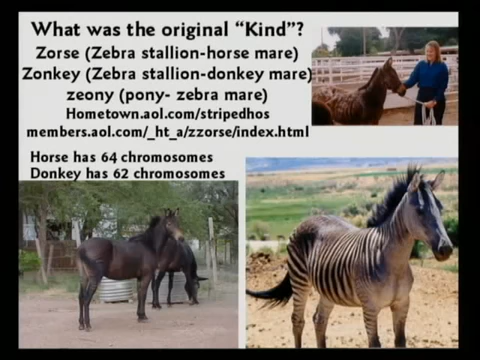 What was the original “Kind”?
Zorse (Zebra stallion-horse mare)
Zonkey (Zebra stallion-donkey mare)
zeony (pony- zebra mare)
Hometown.aol.com/stripedhos
members.aol.com/_ht_a/zzorse/index.html
Horse has 64 chromosomes
Donkey has 62 chromosomes